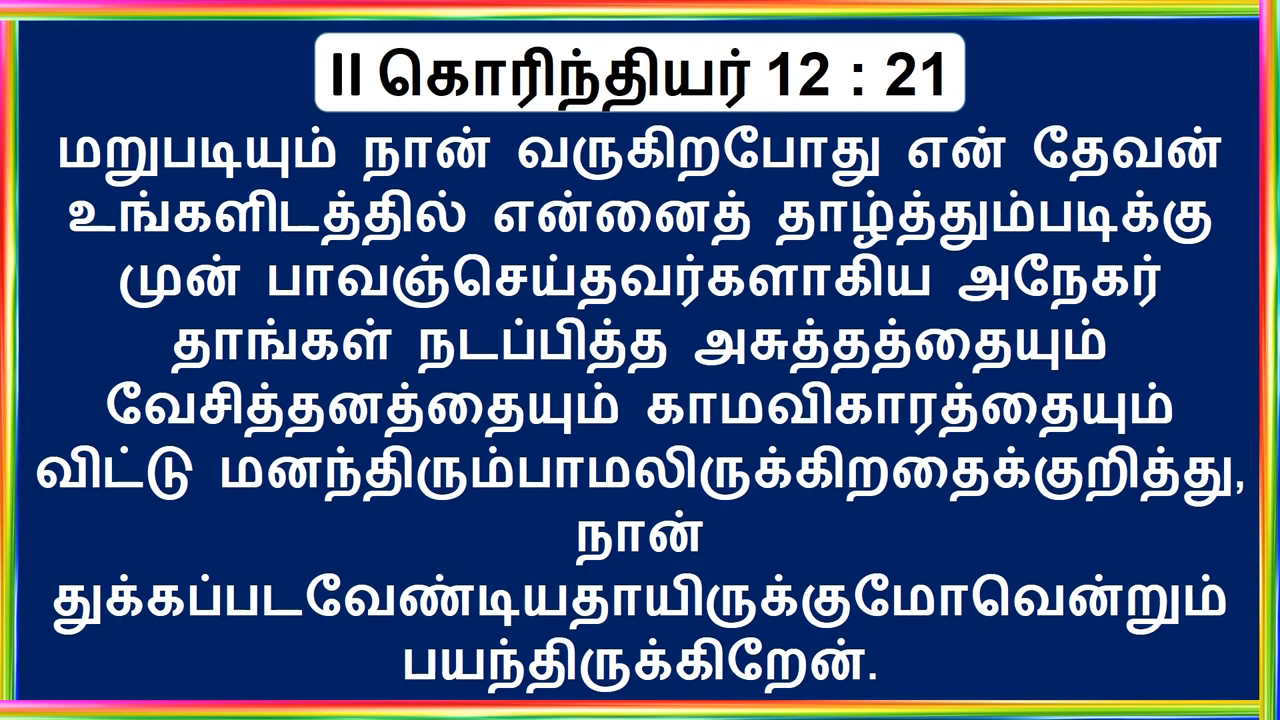 II கொரிந்தியர் 12 : 21
மறுபடியும் நான் வருகிறபோது என் தேவன்
உங்களிடத்தில் என்னைத் தாழ்த்தும்படிக்கு
முன் பாவஞ்செய்தவர்களாகிய அநேகர்
தாங்கள் நடப்பித்த அசுத்தத்தையும்
வேசித்தனத்தையும் காமவிகாரத்தையும்
விட்டு மனந்திரும்பாமலிருக்கிறதைக்குறித்து,
நான்
துக்கப்படவேண்டியதாயிருக்குமோவென்றும்
பயந்திருக்கிறேன்.